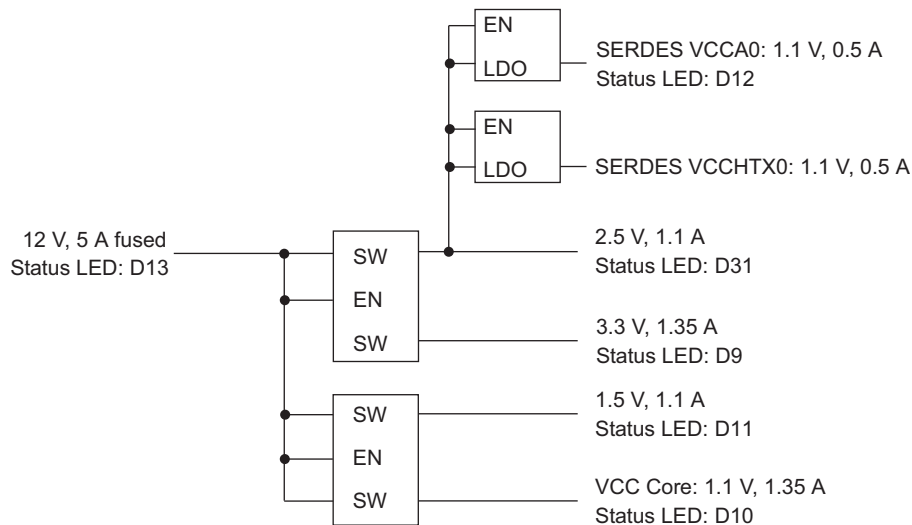 EN
LDO
SERDES VCCA0: 1.1 V, 0.5 A
Status LED: D12
EN
LDO
SERDES VCCHTX0: 1.1 V, 0.5 A
12 V, 5 A fused
Status LED: D13
SW
EN
SW
2.5 V, 1.1 A
Status LED: D31
3.3 V, 1.35 A
Status LED: D9
SW
EN
SW
1.5 V, 1.1 A
Status LED: D11
VCC Core: 1.1 V, 1.35 A
Status LED: D10